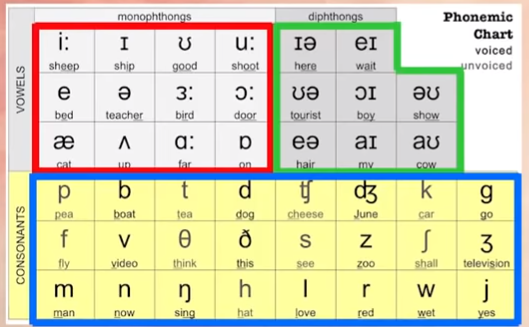 monophthongs diphthongs Phonemic
Chart
voiced
unvoiced
VOWELS
iː ɪ ʊ uː ɪə eɪ
sheep ship good shoot here wait
e ə ɜː ɔː ʊə ɔɪ əʊ
bed teacher bird door tourist boy show
æ ʌ ɑː ɒ eə aɪ aʊ
cat up far on hair my cow
CONSONANTS
p b t d ʧ ʤ k g
pea boat tea dog cheese June car go
f v θ ð s z ʃ ʒ
fly video think this see zoo shall television
m n ŋ h l r w j
man now sing hat love red wet yes